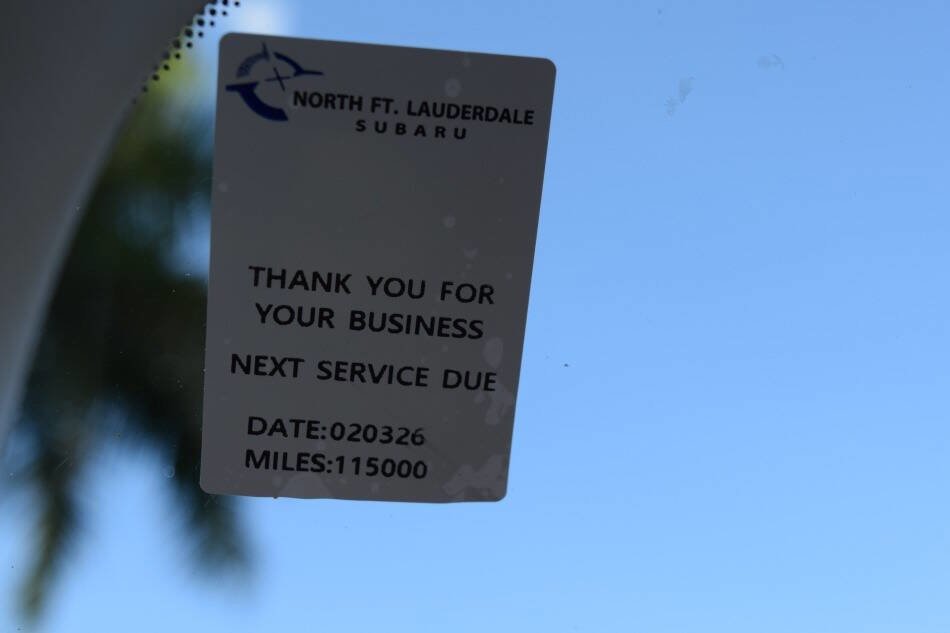 NORTH FT. LAUDERDALE
SUBARU
THANK YOU FOR
YOUR BUSINESS
NEXT SERVICE DUE
DATE:020326
MILES:115000